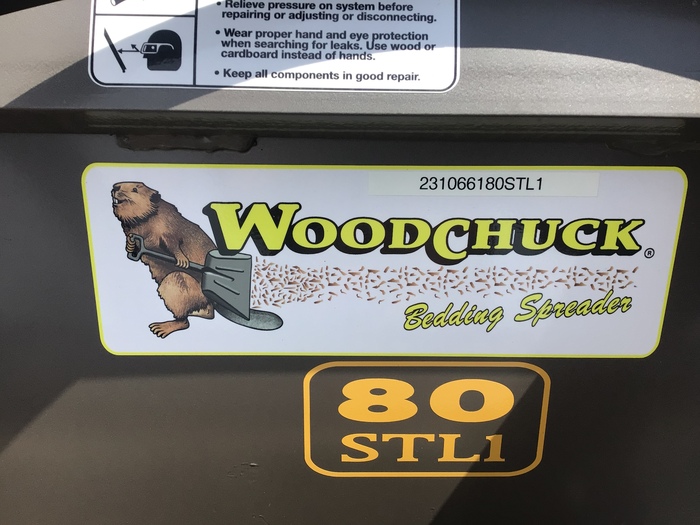 • Relieve pressure on system before
repairing or adjusting or disconnecting.
• Wear proper hand and eye protection
when searching for leaks. Use wood or
cardboard instead of hands.
• Keep all components in good repair.
231066180STL1
WOODCHUCK®
Bedding Spreader
80
STL1